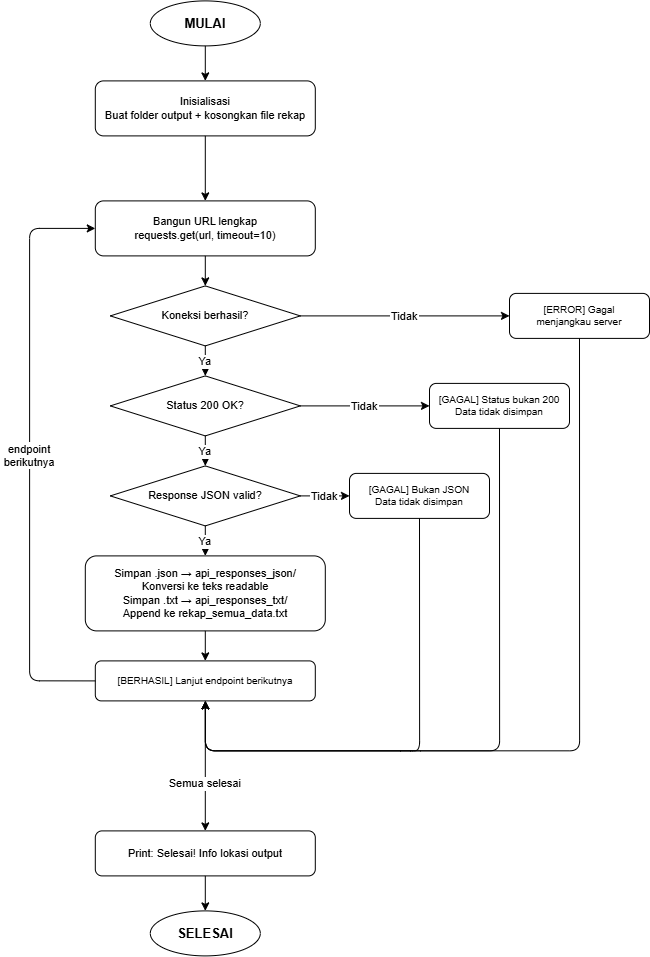 MULAI
Inisialisasi
Buat folder output + kosongkan file rekap
Bangun URL lengkap
requests.get(url, timeout=10)
Koneksi berhasil?
Tidak
[ERROR] Gagal
menjangkau server
Ya
Status 200 OK?
Tidak
[GAGAL] Status bukan 200
Data tidak disimpan
Ya
endpoint
berikutnya
Response JSON valid?
Tidak
[GAGAL] Bukan JSON
Data tidak disimpan
Ya
Simpan .json → api_responses_json/
Konversi ke teks readable
Simpan .txt → api_responses_txt/
Append ke rekap_semua_data.txt
[BERHASIL] Lanjut endpoint berikutnya
Semua selesai
Print: Selesai! Info lokasi output
SELESAI